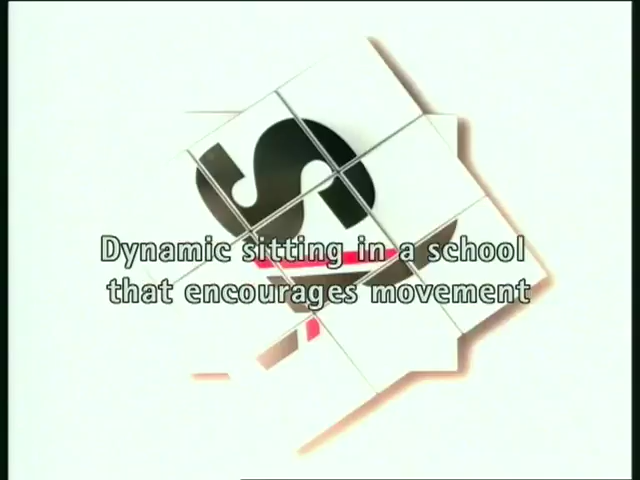 Dynamic sitting in a school
that encourages movement